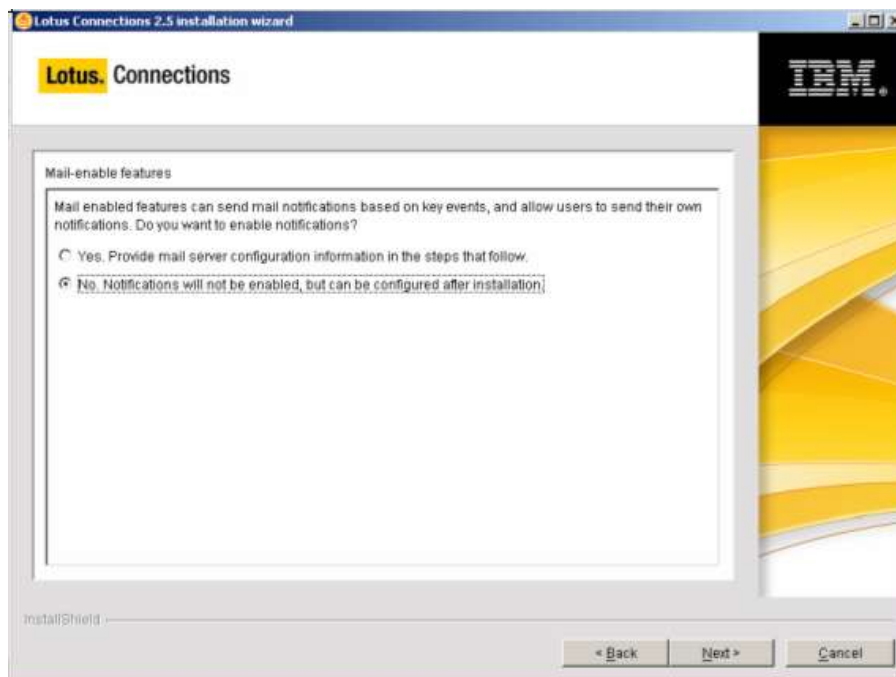 Lotus Connections 2.5 installation wizard
Lotus. Connections
IBM.
Mail-enable features
Mail enabled features can send mail notifications based on key events, and allow users to send their own
notifications. Do you want to enable notifications?
Yes. Provide mail server configuration information in the steps that follow.
No. Notifications will not be enabled, but can be configured after installation.
InstallShield
< Back
Next >
Cancel